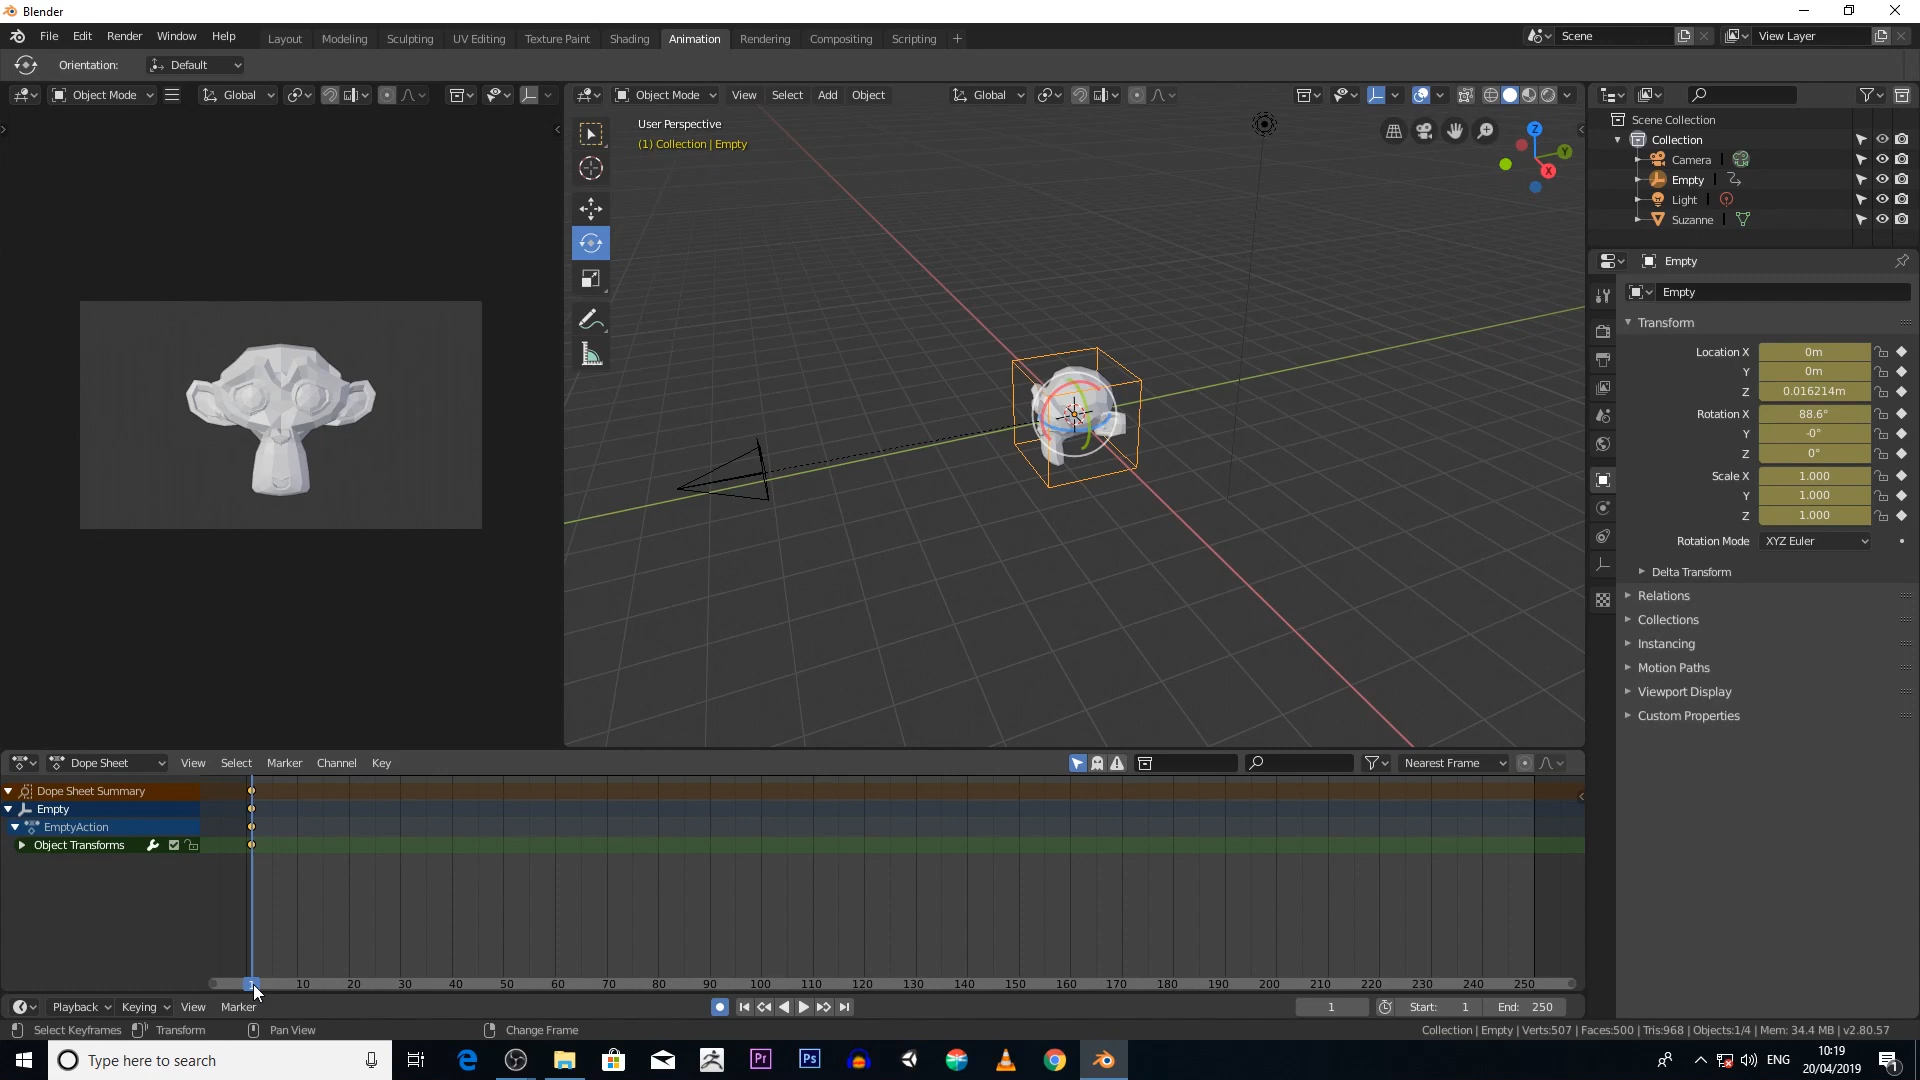 Blender
File Edit Render Window Help Layout Modeling Sculpting UV Editing Texture Paint Shading Animation Rendering Compositing Scripting + Scene View Layer
Orientation: Default
Object Mode Global Object Mode View Select Add Object Global
User Perspective
(1) Collection | Empty
Z
Y
X
Scene Collection
Collection
Camera
Empty
Light
Suzanne
Empty
Empty
Transform
Location X 0m
Y 0m
Z 0.016214m
Rotation X 88.6°
Y -0°
Z 0°
Scale X 1.000
Y 1.000
Z 1.000
Rotation Mode XYZ Euler
Delta Transform
Relations
Collections
Instancing
Motion Paths
Viewport Display
Custom Properties
Dope Sheet View Select Marker Channel Key Nearest Frame
Dope Sheet Summary
Empty
EmptyAction
Object Transforms
1 10 20 30 40 50 60 70 80 90 100 110 120 130 140 150 160 170 180 190 200 210 220 230 240 250
Playback Keying View Marker 1 Start: 1 End: 250
Select Keyframes Transform Pan View Change Frame Collection | Empty | Verts:507 | Faces:500 | Tris:968 | Objects:1/4 | Mem: 34.4 MB | v2.80.57
Type here to search Pr Ps ENG 10:19
20/04/2019 1